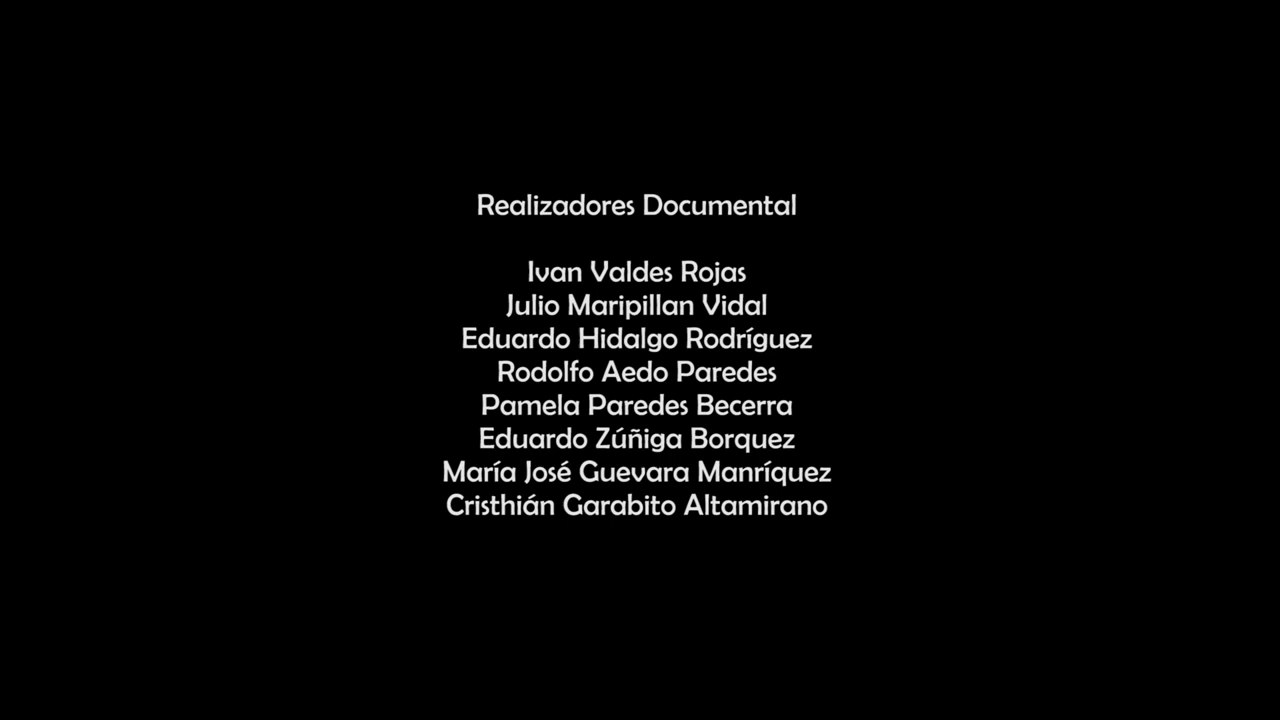 Realizadores Documental
Ivan Valdes Rojas
Julio Maripillan Vidal
Eduardo Hidalgo Rodríguez
Rodolfo Aedo Paredes
Pamela Paredes Becerra
Eduardo Zúñiga Borquez
María José Guevara Manríquez
Cristhián Garabito Altamirano